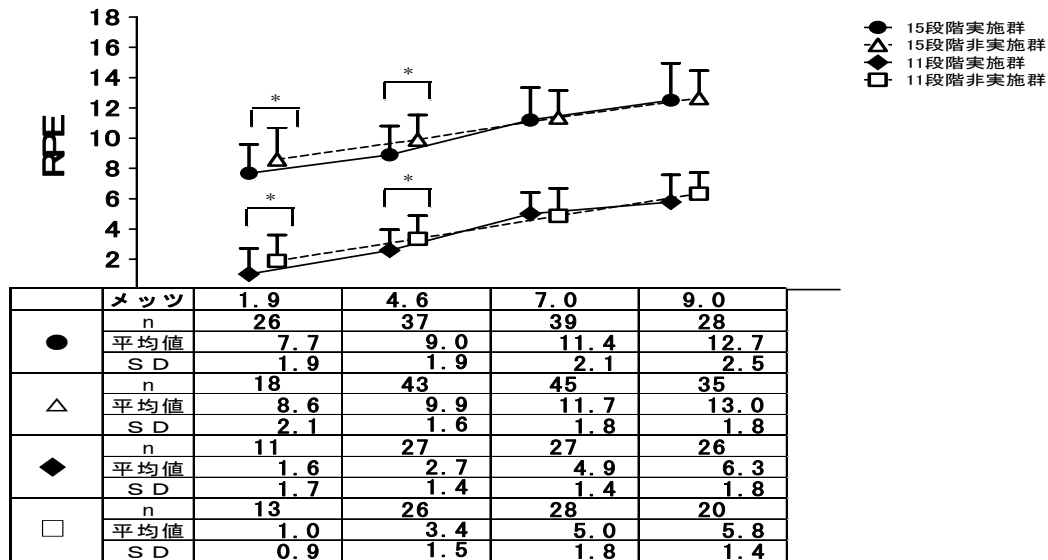 18
16
14
12
10
8
6
4
2
RPE
*
*
*
*
15段階実施群
15段階非実施群
11段階実施群
11段階非実施群
メッツ 1.9 4.6 7.0 9.0
n 26 37 39 28
平均値 7.7 9.0 11.4 12.7
SD 1.9 1.9 2.1 2.5
n 18 43 45 35
平均値 8.6 9.9 11.7 13.0
SD 2.1 1.6 1.8 1.8
n 11 27 27 26
平均値 1.6 2.7 4.9 6.3
SD 1.7 1.4 1.4 1.8
n 13 26 28 20
平均値 1.0 3.4 5.0 5.8
SD 0.9 1.5 1.8 1.4